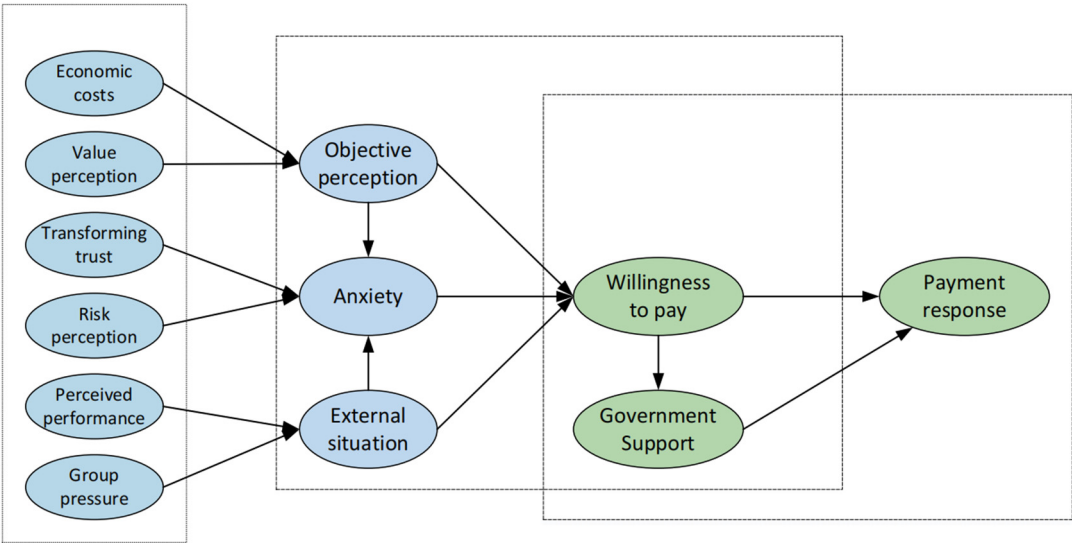 Economic
costs
Value
perception
Transforming
trust
Risk
perception
Perceived
performance
Group
pressure
Objective
perception
Anxiety
External
situation
Willingness
to pay
Government
Support
Payment
response